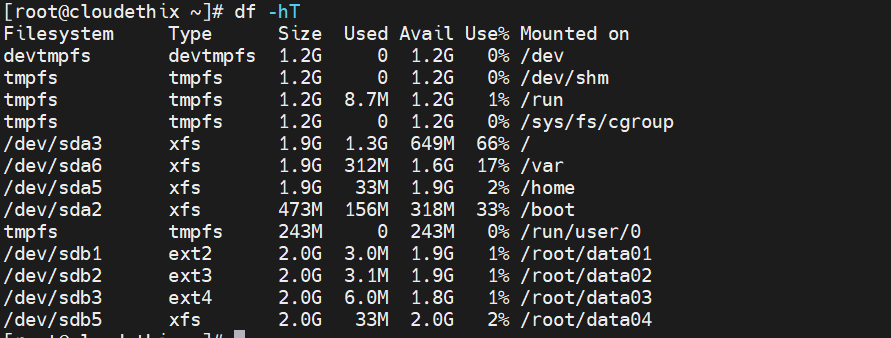 [root@cloudethix ~]# df -hT
Filesystem     Type      Size  Used Avail Use% Mounted on
devtmpfs       devtmpfs  1.2G     0  1.2G   0% /dev
tmpfs          tmpfs     1.2G     0  1.2G   0% /dev/shm
tmpfs          tmpfs     1.2G  8.7M  1.2G   1% /run
tmpfs          tmpfs     1.2G     0  1.2G   0% /sys/fs/cgroup
/dev/sda3      xfs       1.9G  1.3G  649M  66% /
/dev/sda6      xfs       1.9G  312M  1.6G  17% /var
/dev/sda5      xfs       1.9G   33M  1.9G   2% /home
/dev/sda2      xfs       473M  156M  318M  33% /boot
tmpfs          tmpfs     243M     0  243M   0% /run/user/0
/dev/sdb1      ext2      2.0G  3.0M  1.9G   1% /root/data01
/dev/sdb2      ext3      2.0G  3.1M  1.9G   1% /root/data02
/dev/sdb3      ext4      2.0G  6.0M  1.8G   1% /root/data03
/dev/sdb5      xfs       2.0G   33M  2.0G   2% /root/data04
[root@cloudethix ~]#